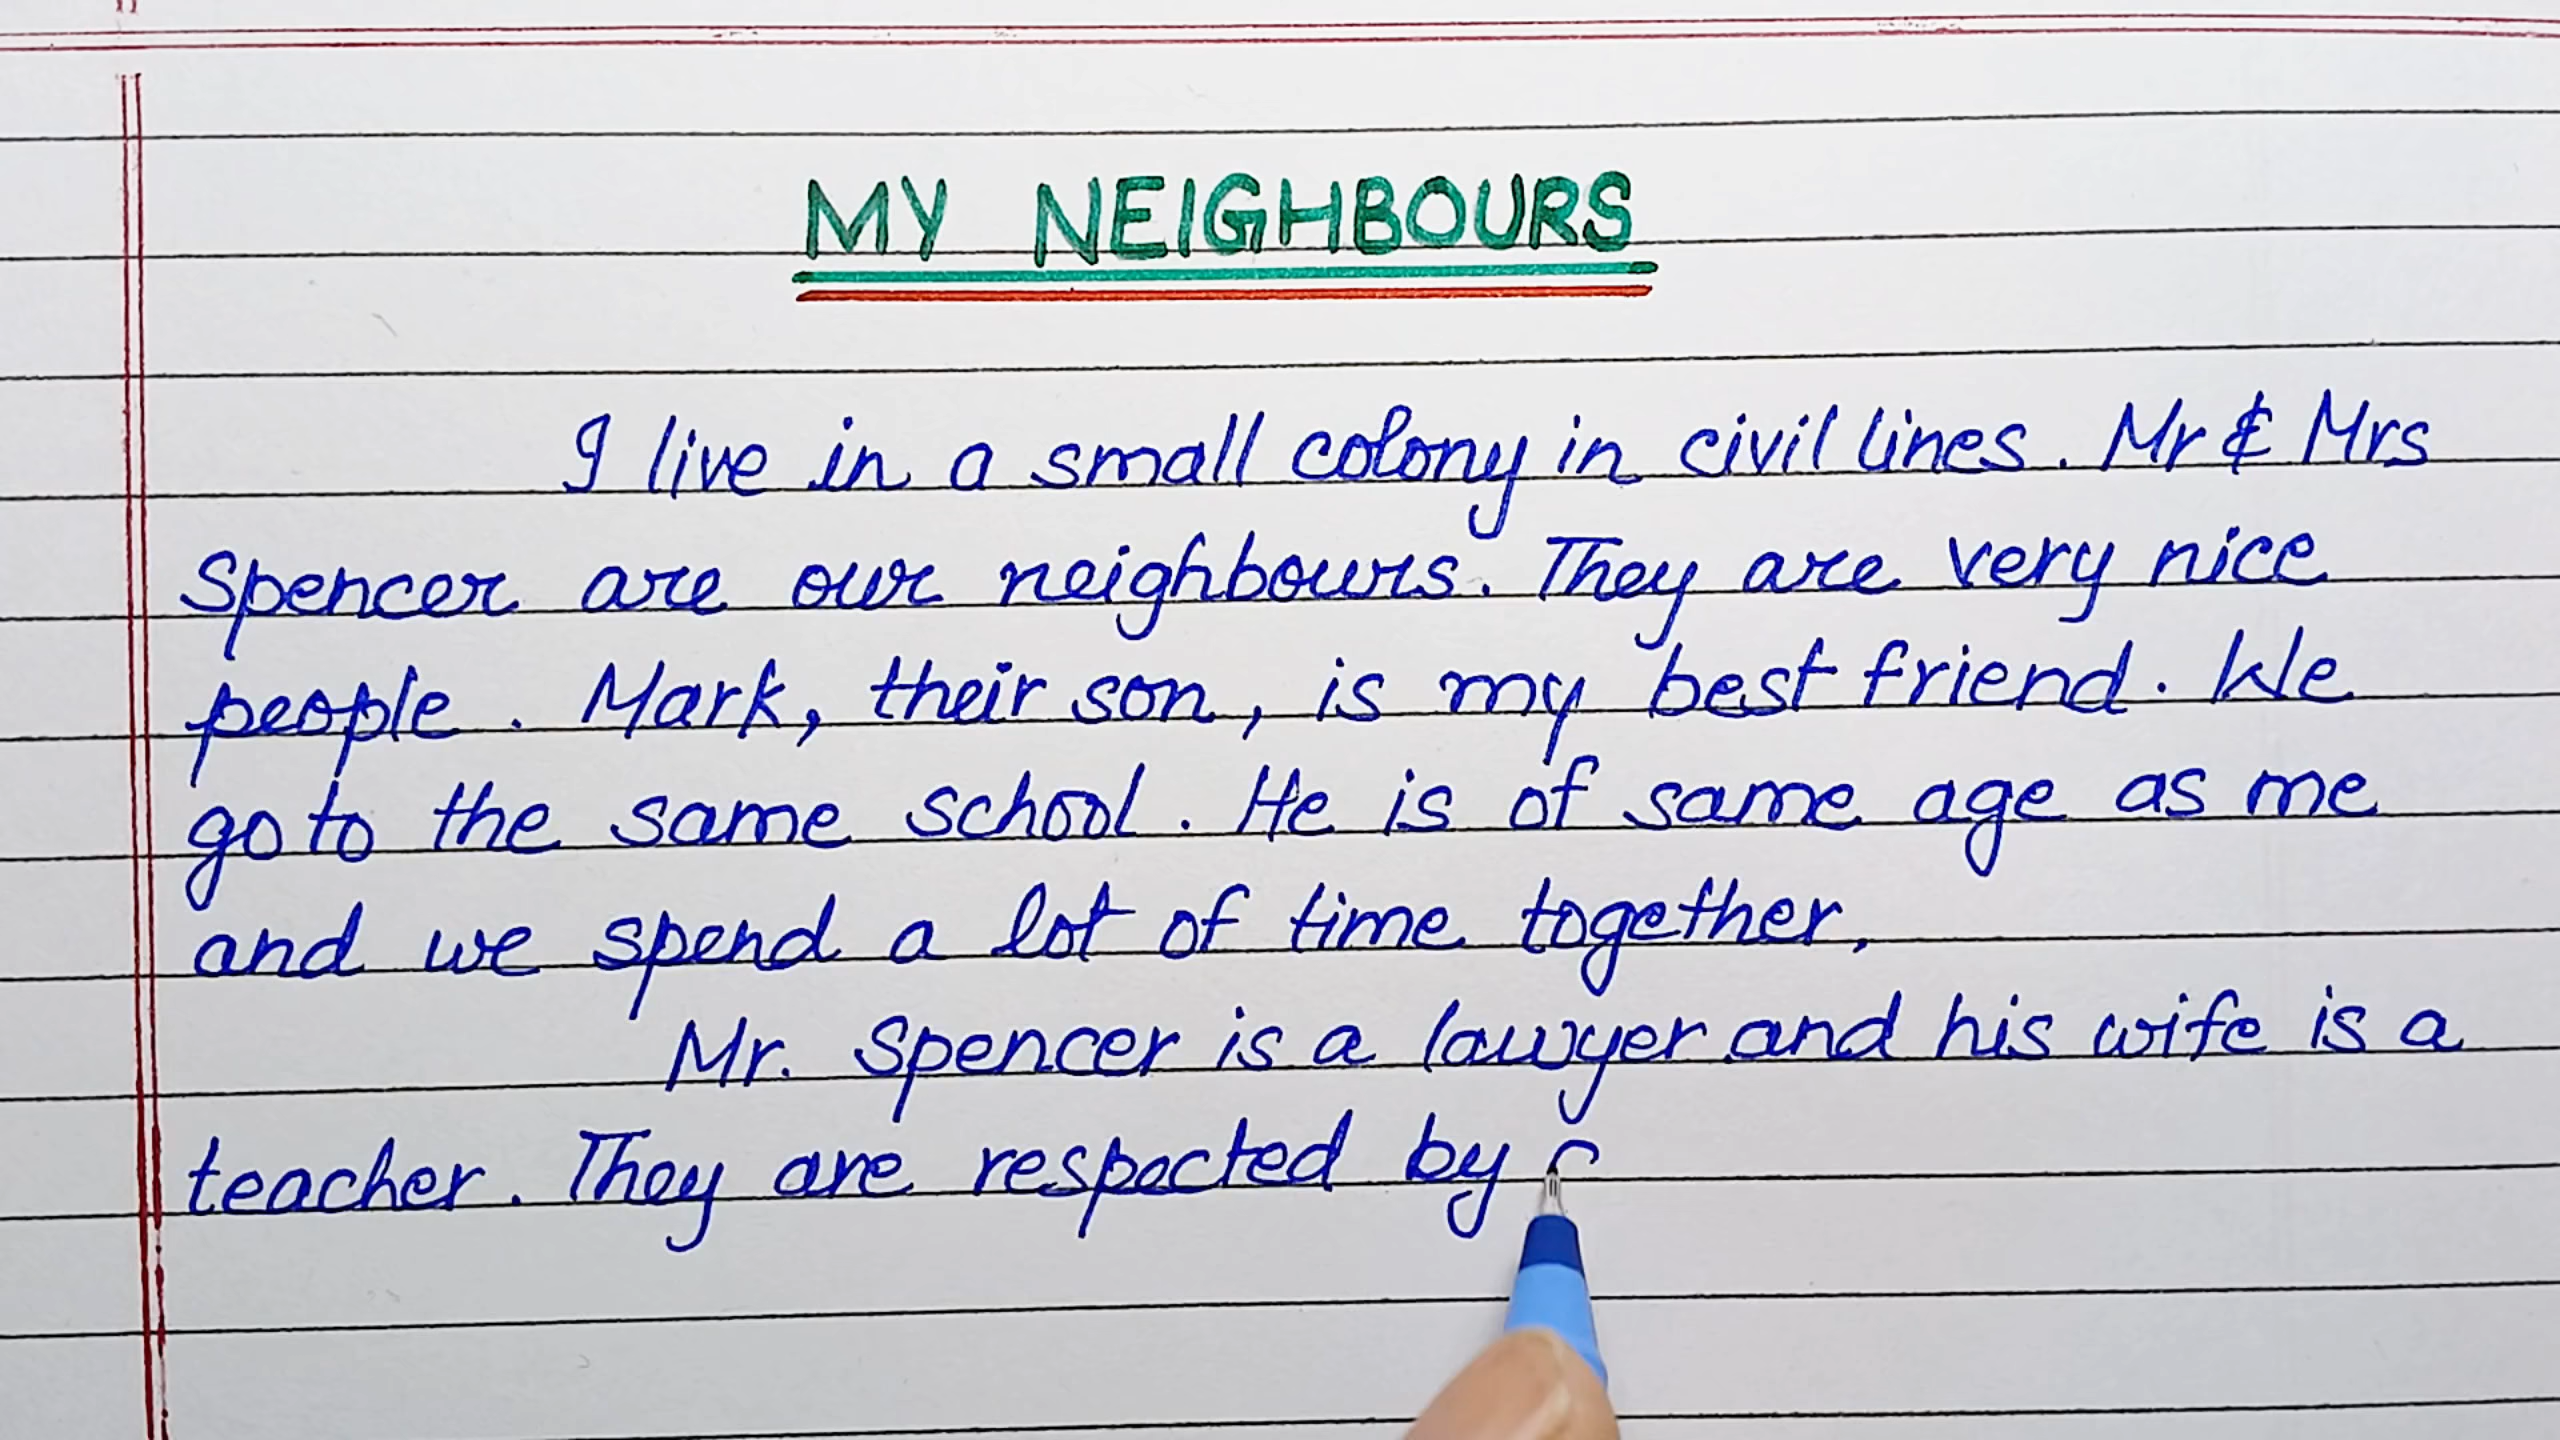 MY NEIGHBOURS
I live in a small colony in civil lines. Mr & Mrs
Spencer are our neighbours. They are very nice
people. Mark, their son, is my best friend. We
go to the same school. He is of same age as me
and we spend a lot of time together.
Mr. Spencer is a lawyer and his wife is a
teacher. They are respected by